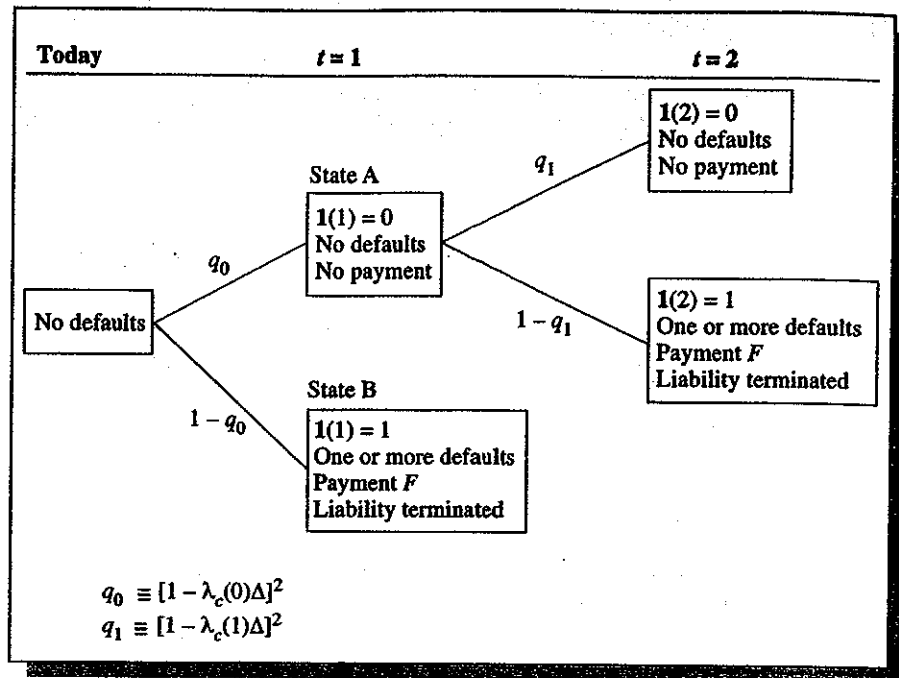 Today t = 1 t = 2
1(2) = 0
No defaults
No payment
q₁
State A
1(1) = 0
No defaults
No payment
q₀
1(2) = 1
One or more defaults
Payment F
Liability terminated
1 − q₁
No defaults
State B
1 − q₀
1(1) = 1
One or more defaults
Payment F
Liability terminated
q₀ ≡ [1 − λ_c(0)Δ]²
q₁ ≡ [1 − λ_c(1)Δ]²